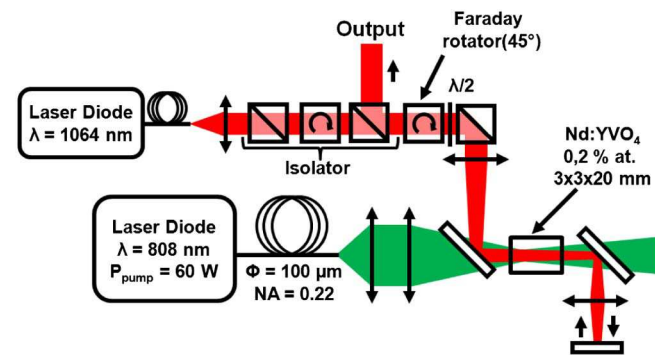 Output
Faraday
rotator(45°)
λ/2
Laser Diode
λ = 1064 nm
Isolator
Nd:YVO₄
0,2 % at.
3x3x20 mm
Laser Diode
λ = 808 nm
Pₚᵤₘₚ = 60 W
Φ = 100 µm
NA = 0.22